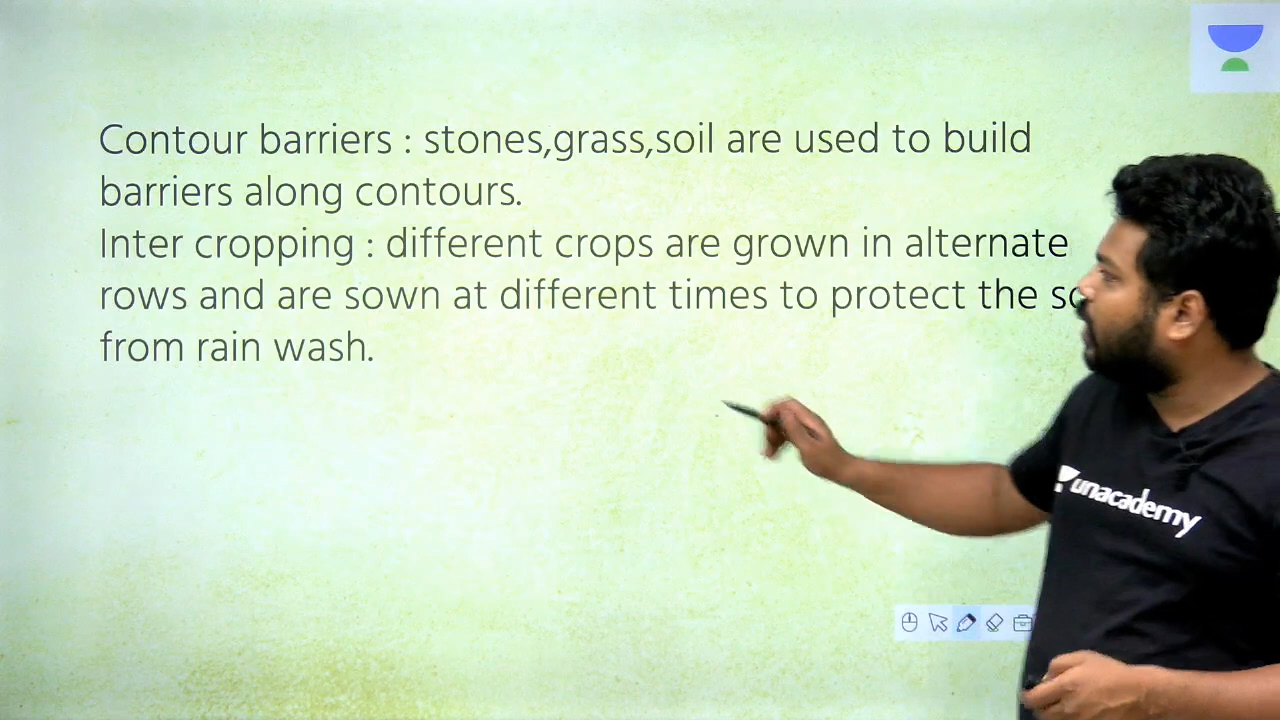 Contour barriers : stones,grass,soil are used to build
barriers along contours.
Inter cropping : different crops are grown in alternate
rows and are sown at different times to protect the
from rain wash.
unacademy